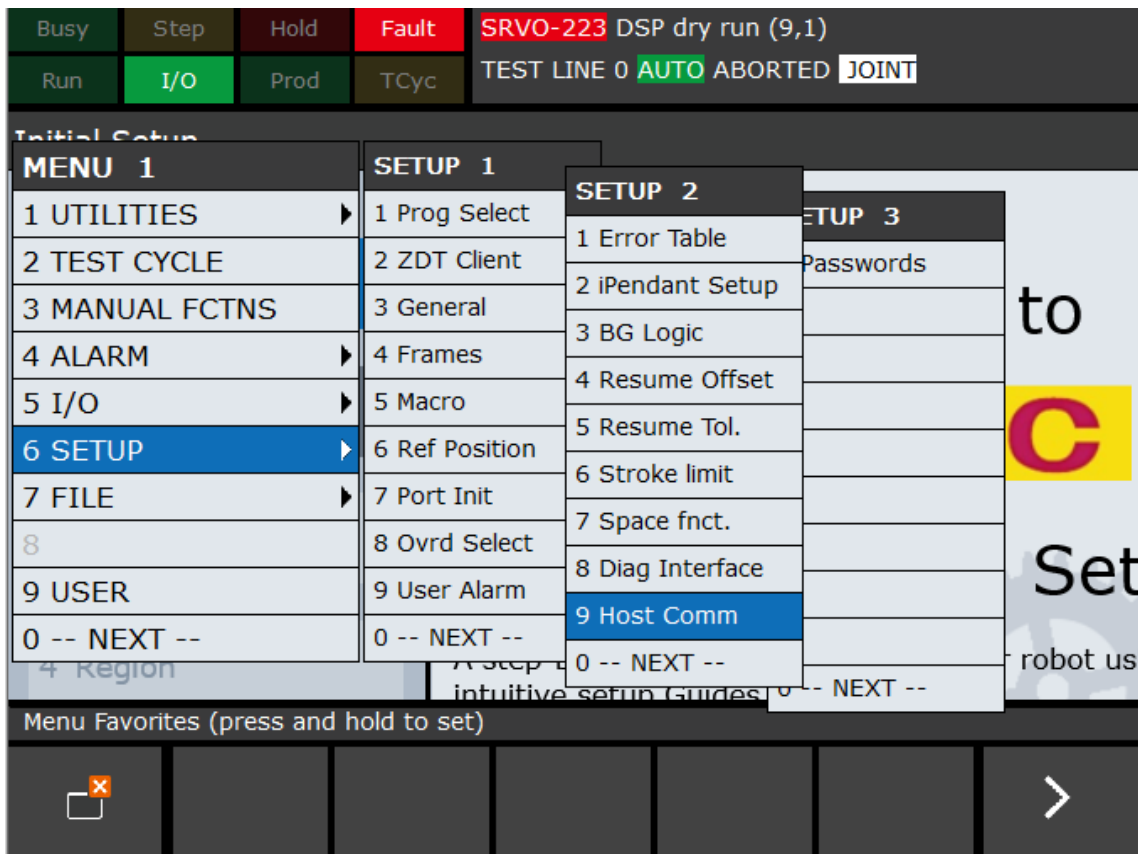 Busy Step Hold Fault SRVO-223 DSP dry run (9,1)
Run I/O Prod TCyc TEST LINE 0 AUTO ABORTED JOINT
Initial Setup
MENU 1
1 UTILITIES
2 TEST CYCLE
3 MANUAL FCTNS
4 ALARM
5 I/O
6 SETUP
7 FILE
8
9 USER
0 -- NEXT --
SETUP 1
1 Prog Select
2 ZDT Client
3 General
4 Frames
5 Macro
6 Ref Position
7 Port Init
8 Ovrd Select
9 User Alarm
0 -- NEXT --
SETUP 2
1 Error Table
2 iPendant Setup
3 BG Logic
4 Resume Offset
5 Resume Tol.
6 Stroke limit
7 Space fnct.
8 Diag Interface
9 Host Comm
0 -- NEXT --
ETUP 3
Passwords
0 -- NEXT --
to
C
Set
4 Region
r robot us
intuitive setup Guides
Menu Favorites (press and hold to set)